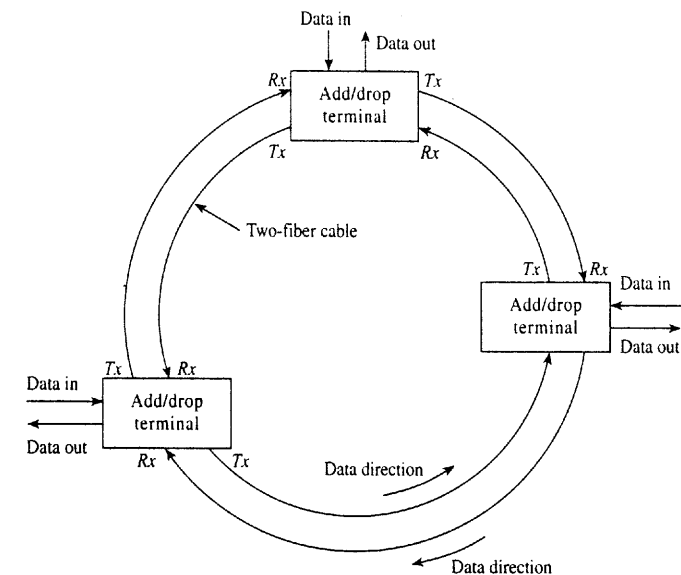 Data in
Data out
Rx
Tx
Add/drop
terminal
Tx
Rx
Two-fiber cable
Tx
Rx
Data in
Add/drop
terminal
Data out
Tx
Rx
Data in
Add/drop
terminal
Data out
Rx
Tx
Data direction
Data direction